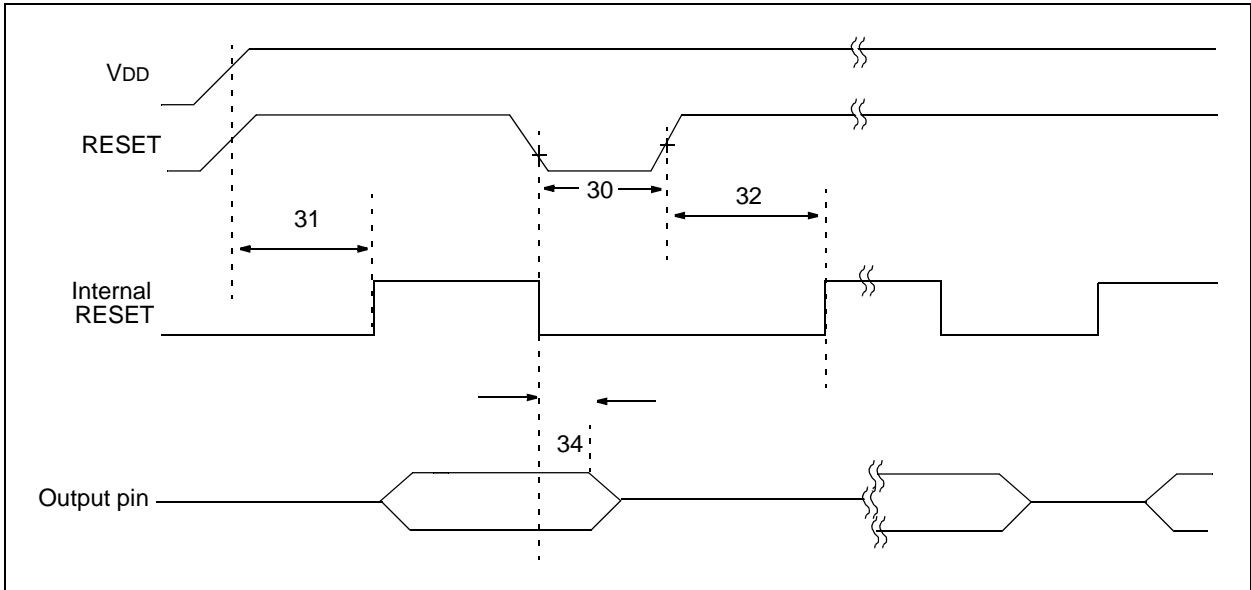 VDD
RESET
30
32
31
Internal
RESET
34
Output pin